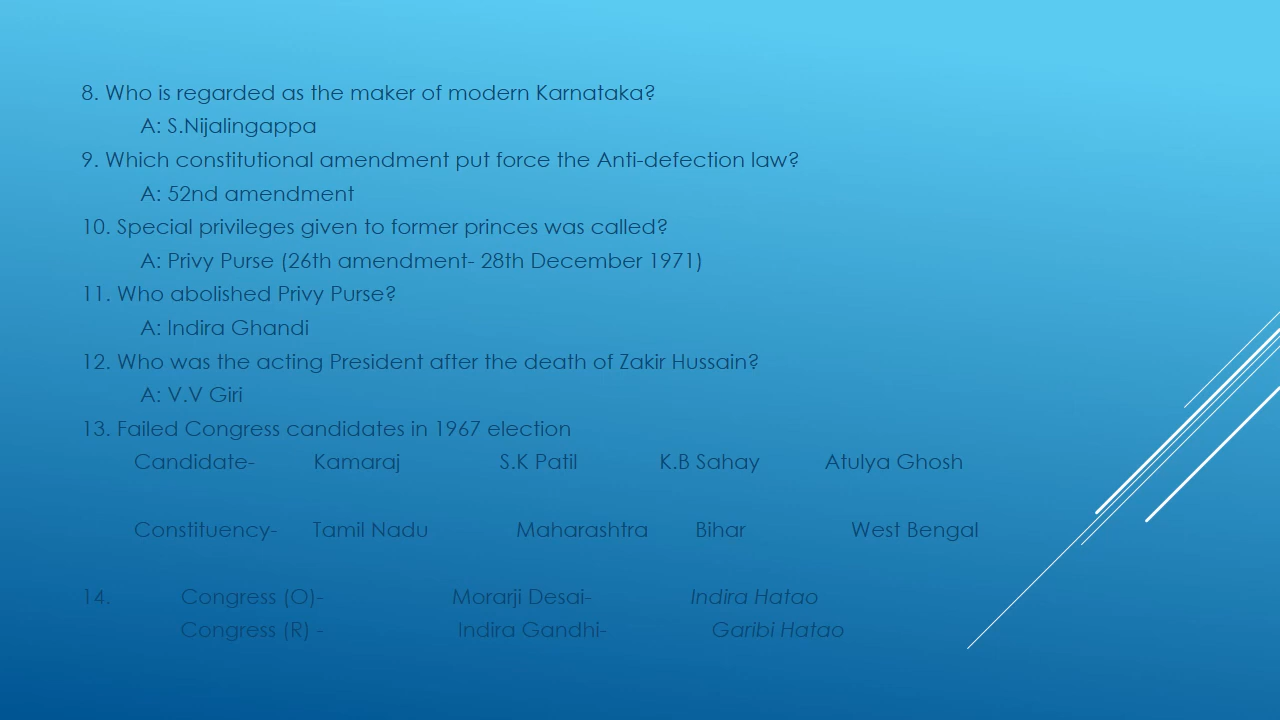 8. Who is regarded as the maker of modern Karnataka?
A: S.Nijalingappa
9. Which constitutional amendment put force the Anti-defection law?
A: 52nd amendment
10. Special privileges given to former princes was called?
A: Privy Purse (26th amendment- 28th December 1971)
11. Who abolished Privy Purse?
A: Indira Ghandi
12. Who was the acting President after the death of Zakir Hussain?
A: V.V Giri
13. Failed Congress candidates in 1967 election
Candidate- Kamaraj S.K Patil K.B Sahay Atulya Ghosh
Constituency- Tamil Nadu Maharashtra Bihar West Bengal
14. Congress (O)- Morarji Desai- Indira Hatao
Congress (R) - Indira Gandhi- Garibi Hatao